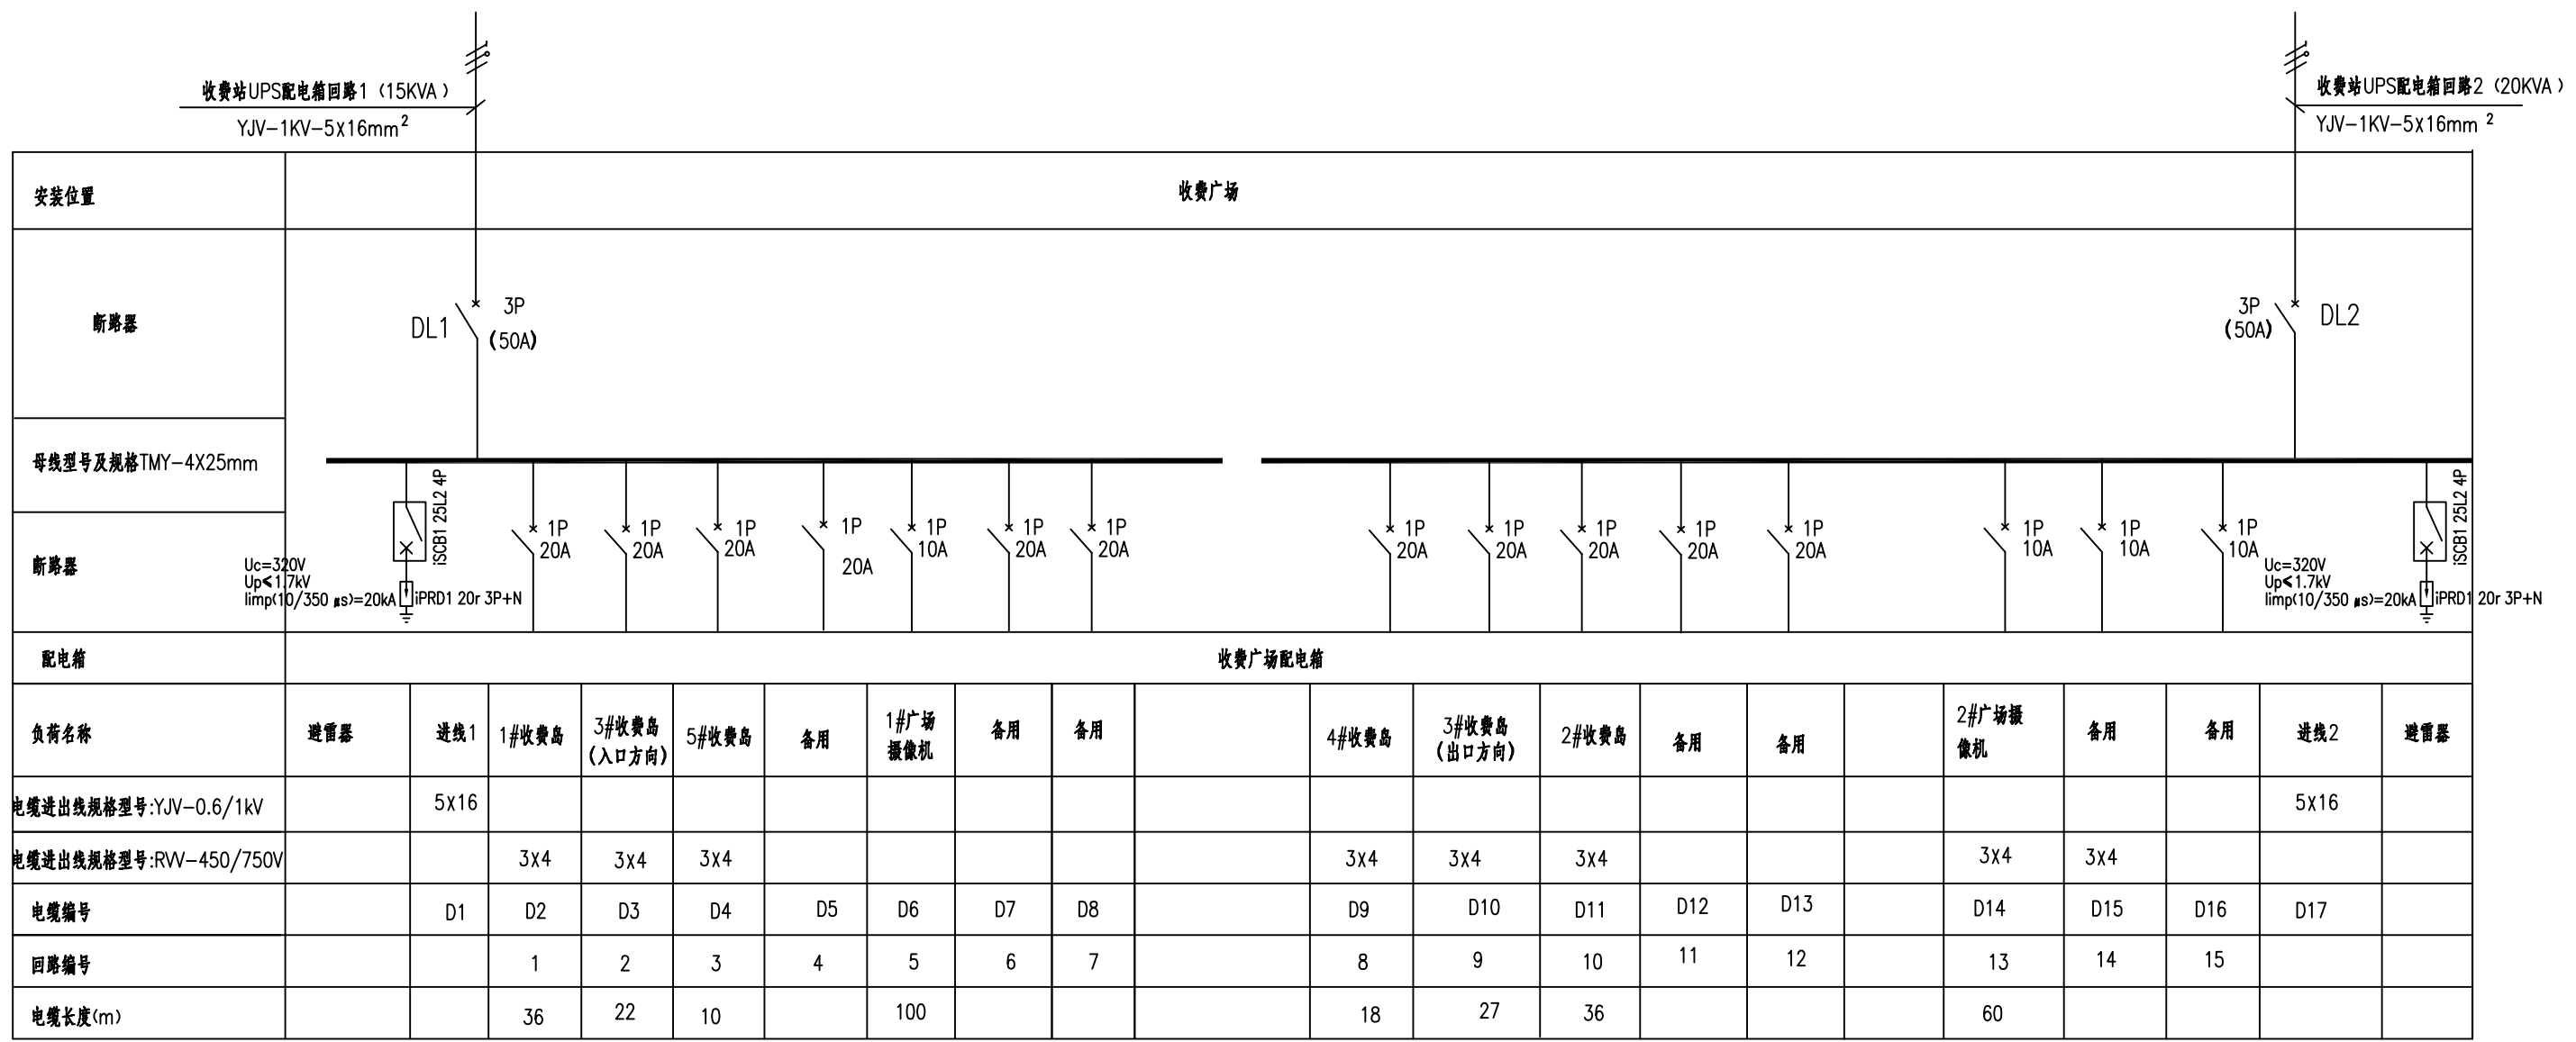 收费站UPS配电箱回路1（15KVA）
YJV-1KV-5X16mm²
收费站UPS配电箱回路2（20KVA）
YJV-1KV-5X16mm²
安装位置
收费广场
断路器
DL1
3P
(50A)
3P
(50A)
DL2
母线型号及规格TMY-4X25mm
断路器
iSCB1 25L2 4P
Uc=320V
Up≤1.7kV
Iimp(10/350 μs)=20kA
iPRD1 20r 3P+N
1P
20A
1P
20A
1P
20A
1P
20A
1P
10A
1P
20A
1P
20A
1P
20A
1P
20A
1P
20A
1P
20A
1P
20A
1P
10A
1P
10A
1P
10A
Uc=320V
Up≤1.7kV
Iimp(10/350 μs)=20kA
iPRD1 20r 3P+N
iSCB1 25L2 4P
配电箱
收费广场配电箱
负荷名称
避雷器
进线1
1#收费岛
3#收费岛
(入口方向)
5#收费岛
备用
1#广场
摄像机
备用
备用
4#收费岛
3#收费岛
(出口方向)
2#收费岛
备用
备用
2#广场摄
像机
备用
备用
进线2
避雷器
电缆进出线规格型号:YJV-0.6/1kV
5X16
5X16
电缆进出线规格型号:RVV-450/750V
3X4
3X4
3X4
3X4
3X4
3X4
3X4
3X4
电缆编号
D1
D2
D3
D4
D5
D6
D7
D8
D9
D10
D11
D12
D13
D14
D15
D16
D17
回路编号
1
2
3
4
5
6
7
8
9
10
11
12
13
14
15
电缆长度(m)
36
22
10
100
18
27
36
60